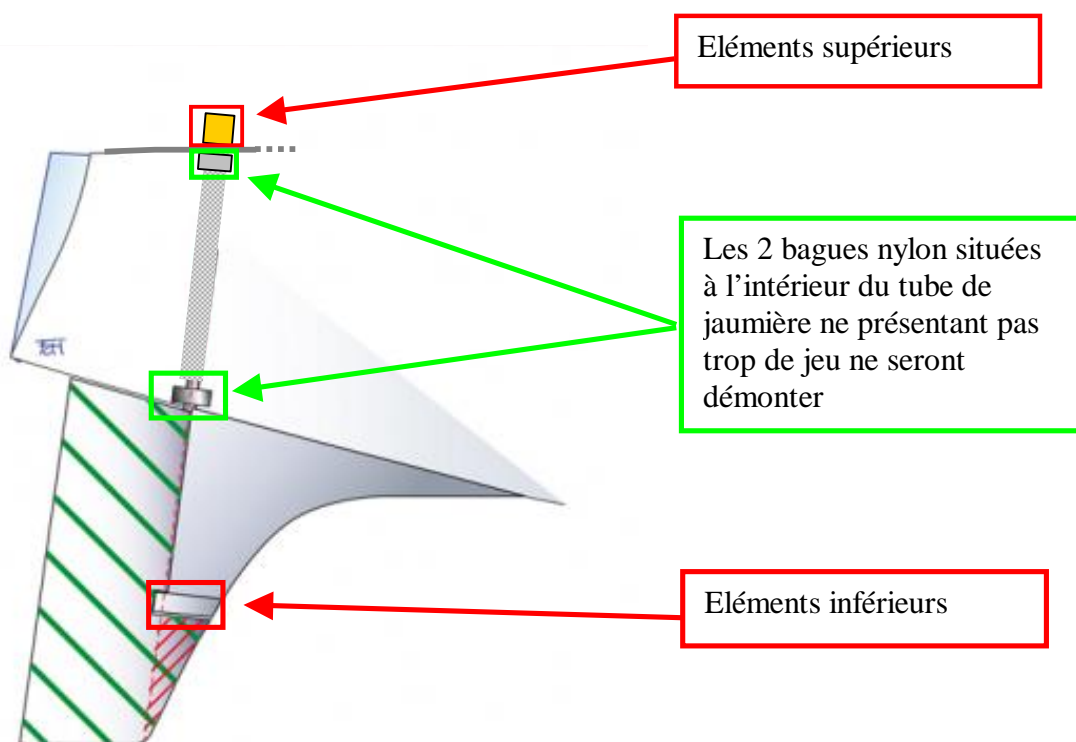 Eléments supérieurs
Les 2 bagues nylon situées
à l’intérieur du tube de
jaumière ne présentant pas
trop de jeu ne seront
démonter
Eléments inférieurs